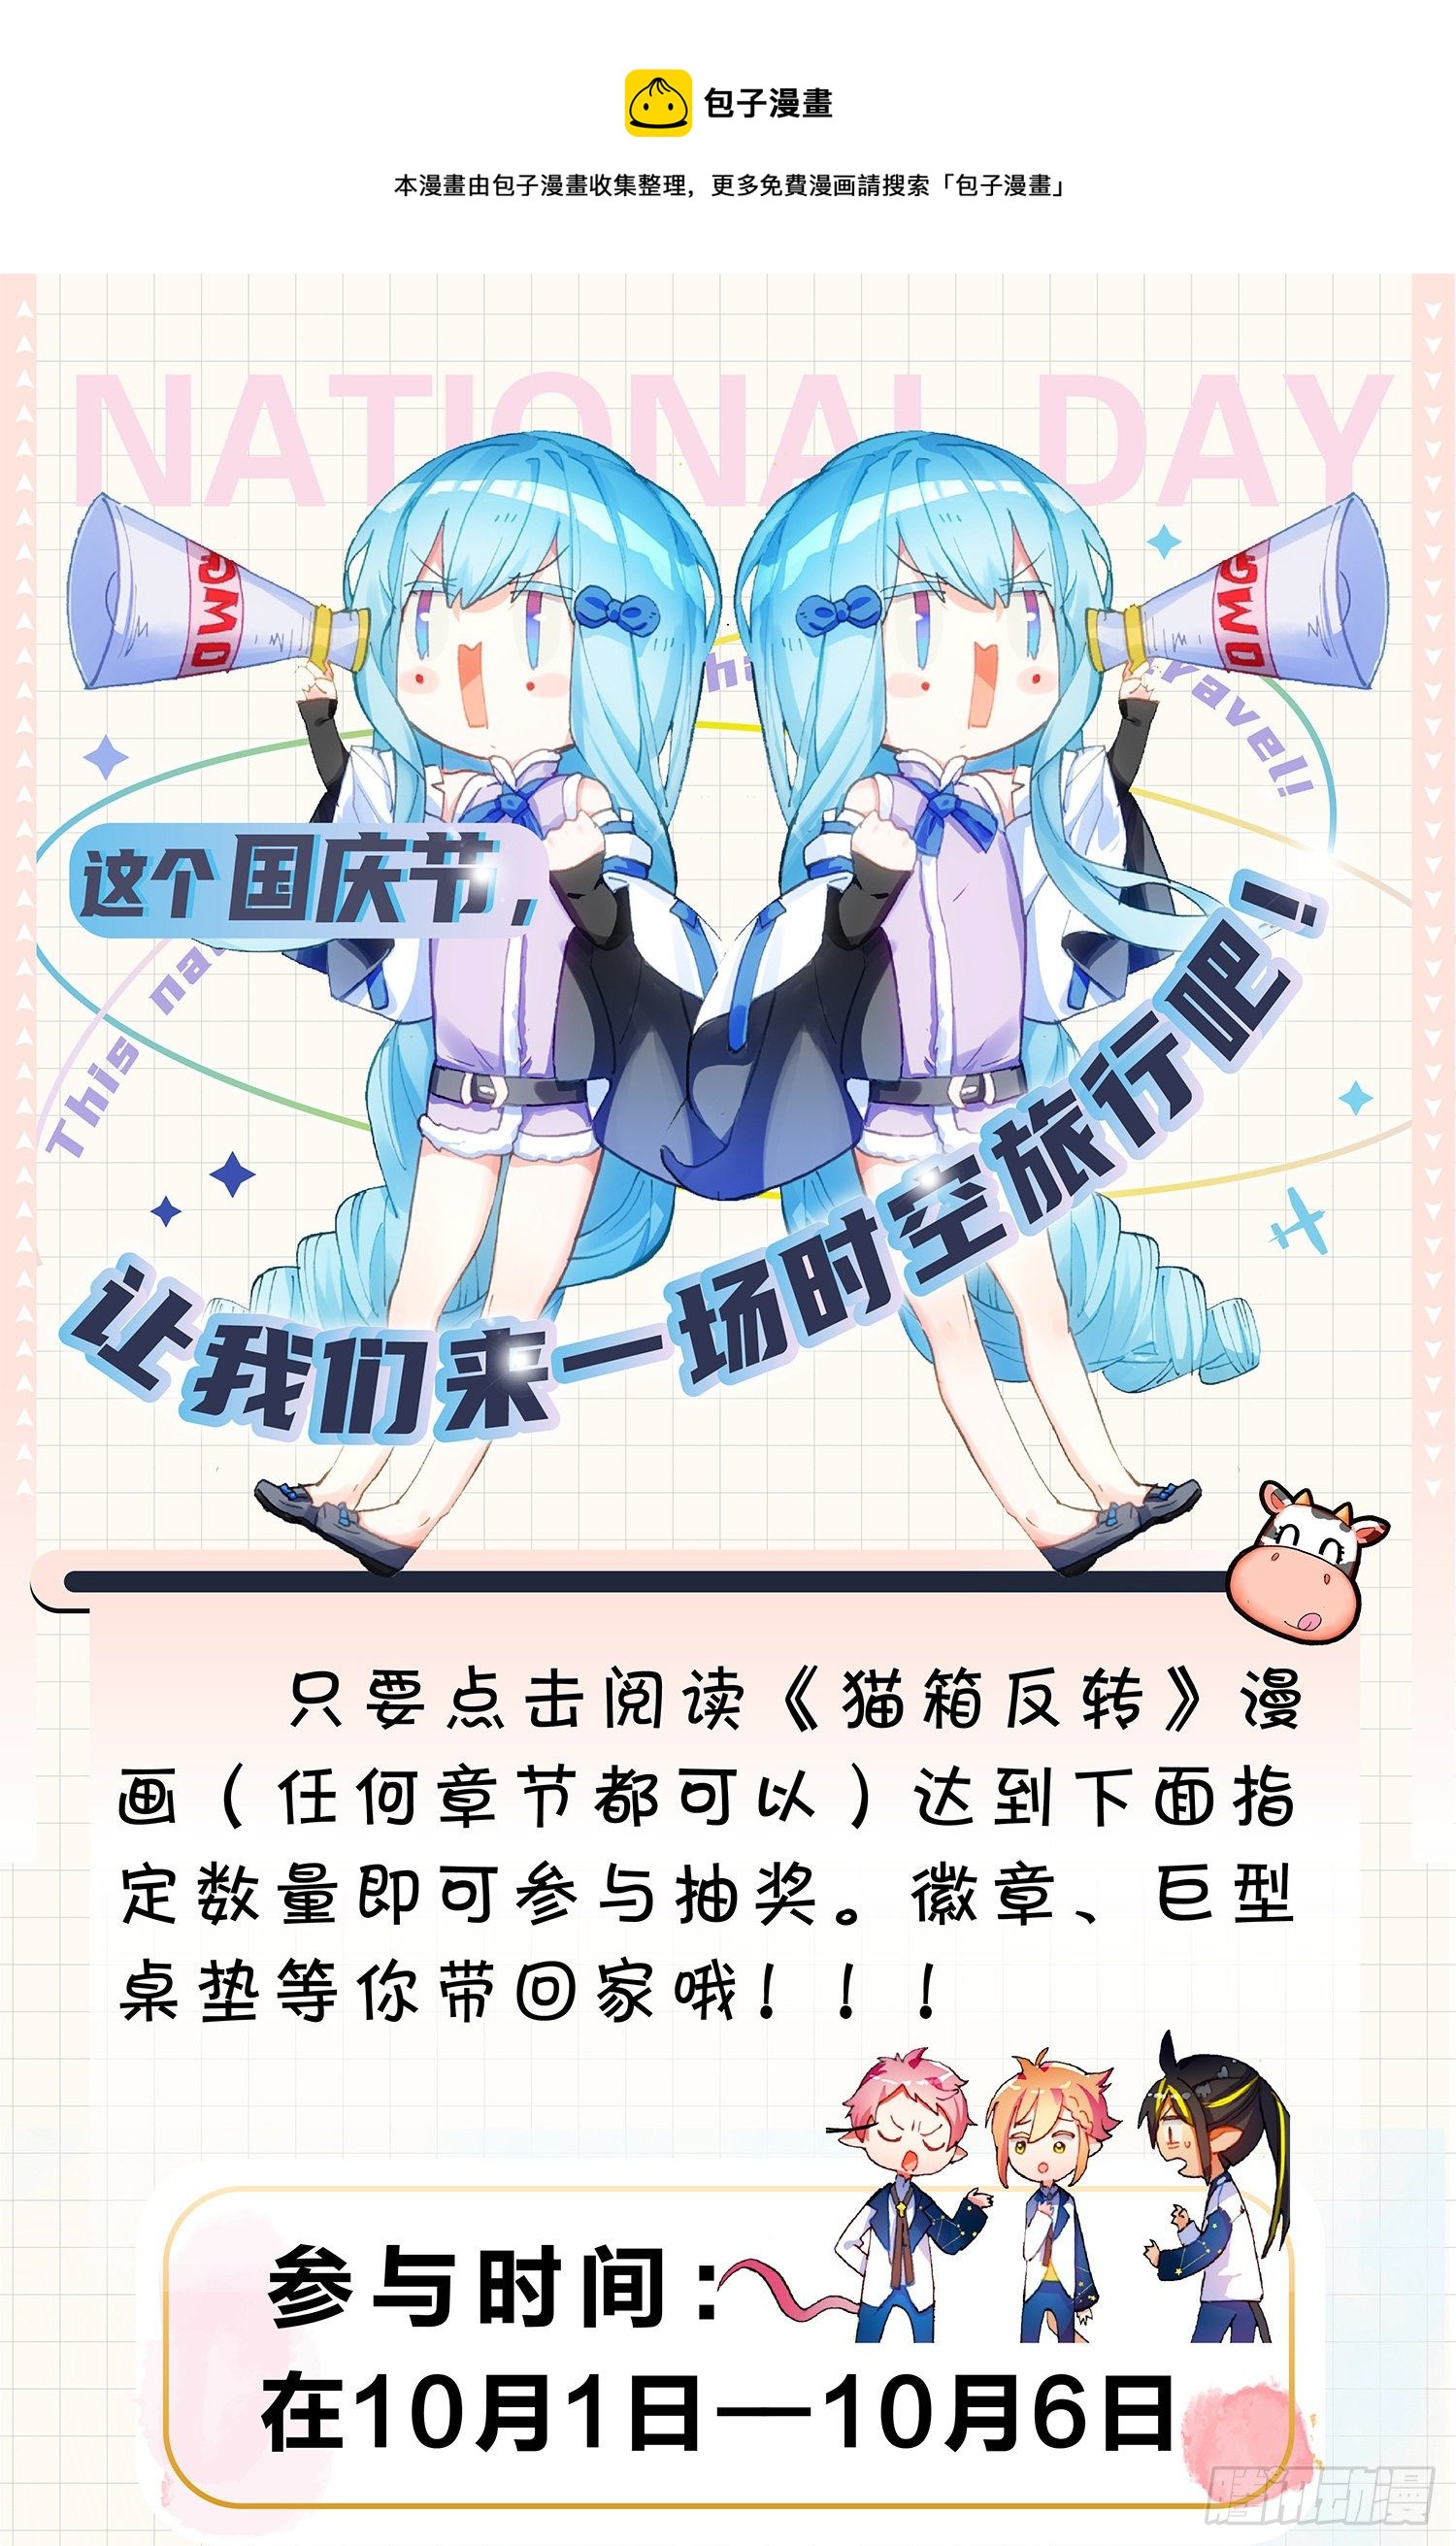 包子漫畫
本漫畫由包子漫畫收集整理，更多免費漫画請搜索「包子漫畫」
NATIONAL DAY
这个国庆节，
This
让我们来一场时空旅行吧！
只要点击阅读《猫箱反转》漫
画（任何章节都可以）达到下面指
定数量即可参与抽奖。徽章、巨型
桌垫等你带回家哦！！！
参与时间：
在10月1日—10月6日
腾讯动漫